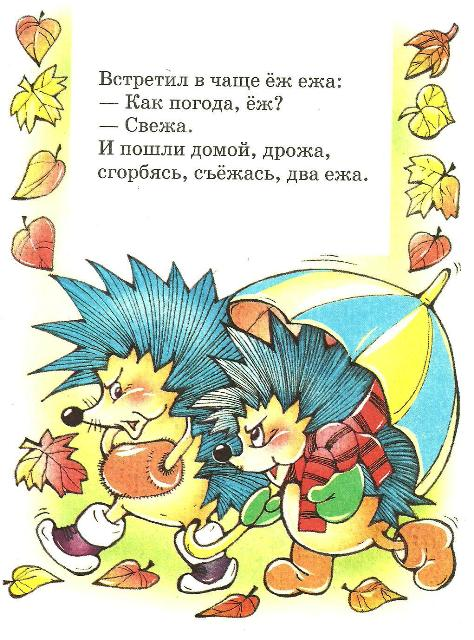 Встретил в чаще ёж ежа:
— Как погода, ёж?
— Свежа.
И пошли домой, дрожа,
сгорбясь, съёжась, два ежа.